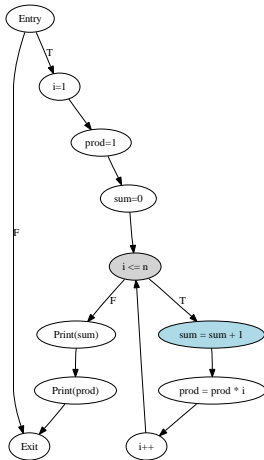 Entry
T
i=1
prod=1
sum=0
F
i <= n
F
T
Print(sum)
sum = sum + 1
Print(prod)
prod = prod * i
Exit
i++